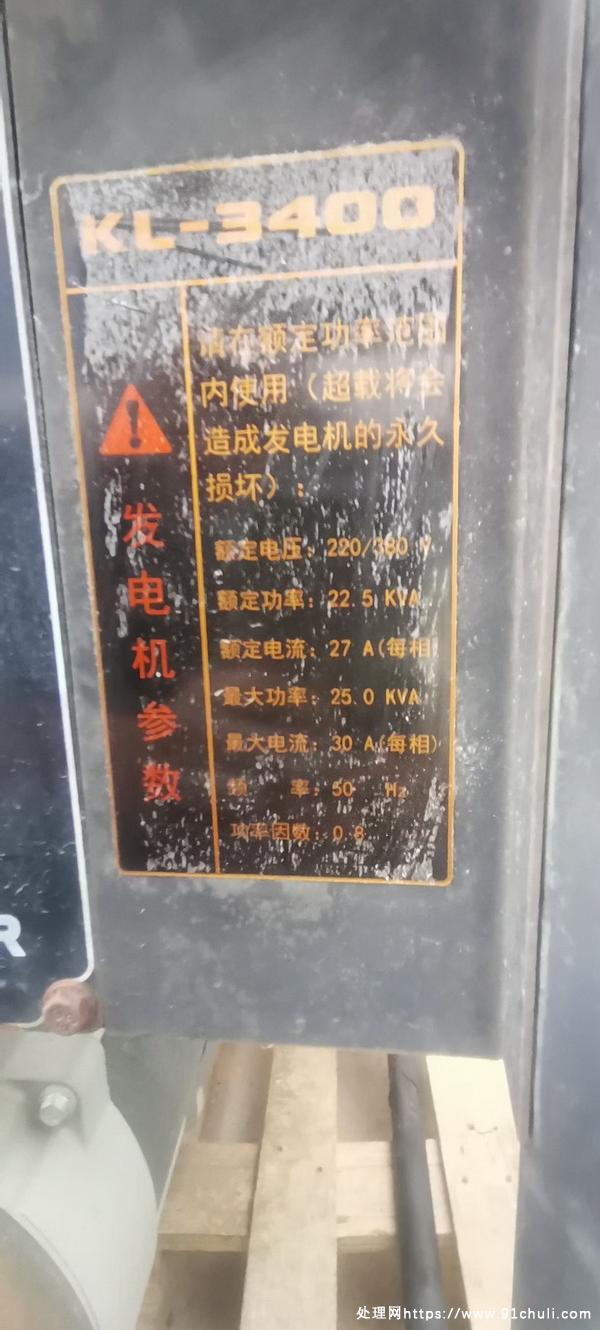 KL-3400
请在额定功率范围
内使用（超载将会
造成发电机的永久
损坏）：
发电机参数
额定电压：220/380 V
额定功率：22.5 KVA
额定电流：27 A(每相)
最大功率：25.0 KVA
最大电流：30 A(每相)
频 率：50 Hz
功率因数：0.8
R
处理网https://www.91chuli.com